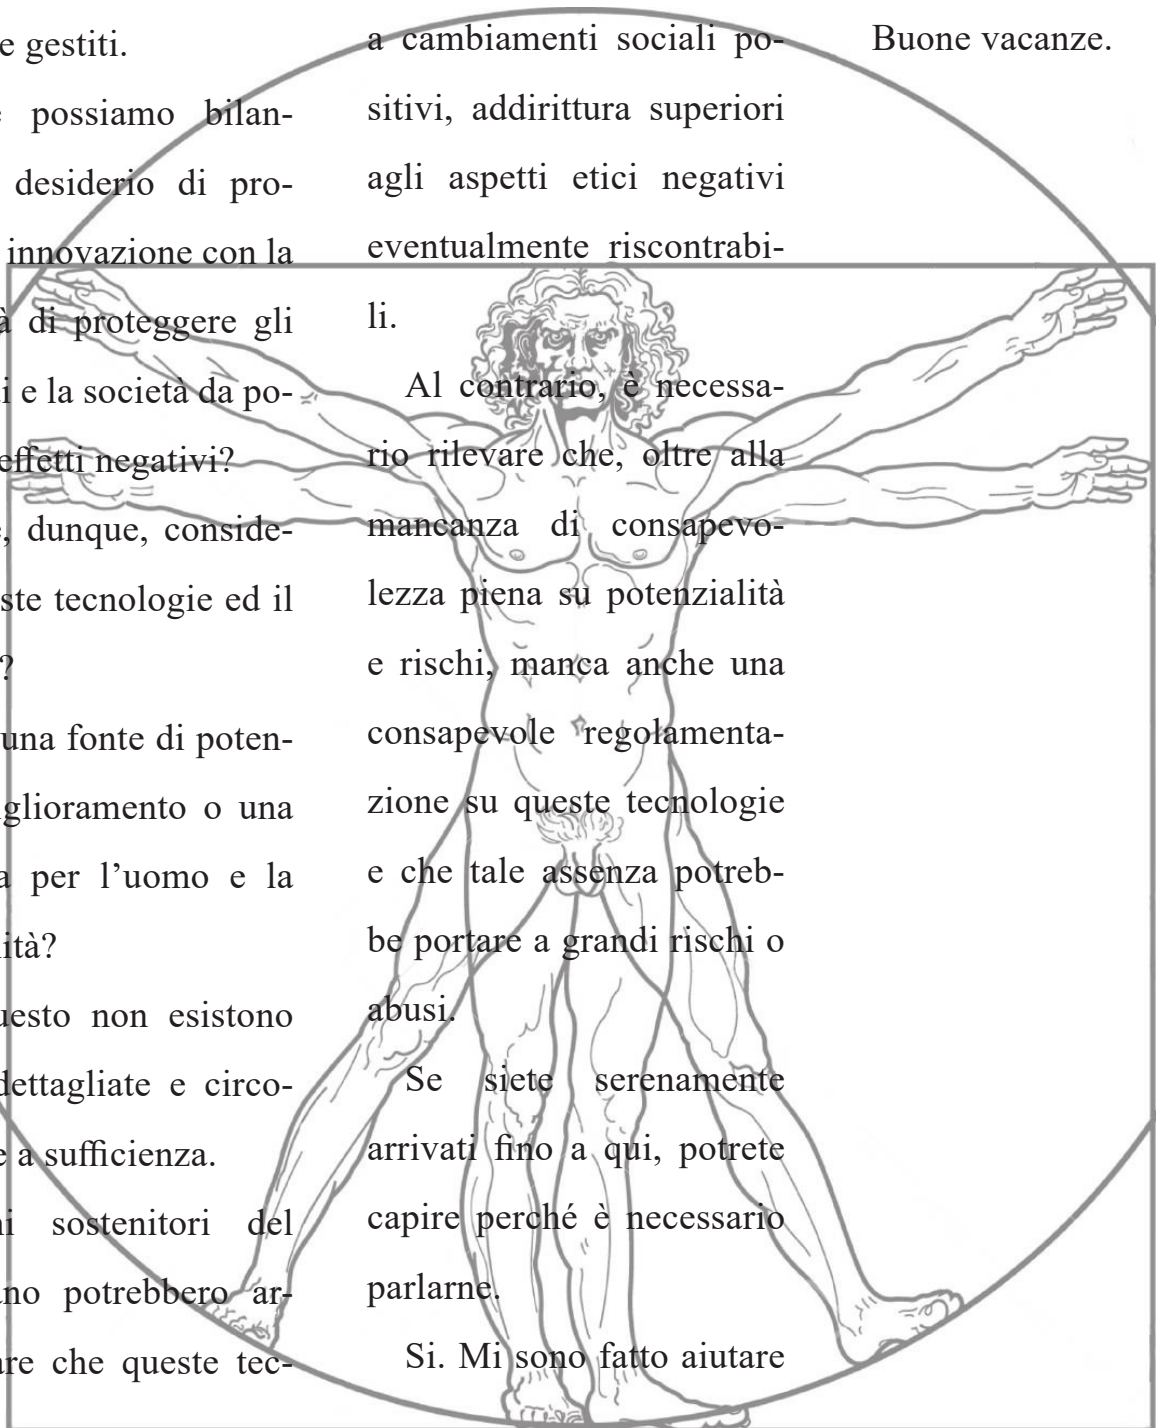 e gestiti.
e possiamo bilan-
desiderio di pro-
innovazione con la
à di proteggere gli
i e la società da po-
effetti negativi?
e, dunque, conside-
ste tecnologie ed il
?
una fonte di poten-
glioramento o una
a per l’uomo e la
ità?
uesto non esistono
dettagliate e circo-
e a sufficienza.
ni sostenitori del
ano potrebbero ar-
are che queste tec-
a cambiamenti sociali po-
sitivi, addirittura superiori
agli aspetti etici negativi
eventualmente riscontrabi-
li.
Al contrario, è necessa-
rio rilevare che, oltre alla
mancanza di consapevo-
lezza piena su potenzialità
e rischi, manca anche una
consapevole regolamenta-
zione su queste tecnologie
e che tale assenza potreb-
be portare a grandi rischi o
abusi.
Se siete serenamente
arrivati fino a qui, potrete
capire perché è necessario
parlarne.
Si. Mi sono fatto aiutare
Buone vacanze.